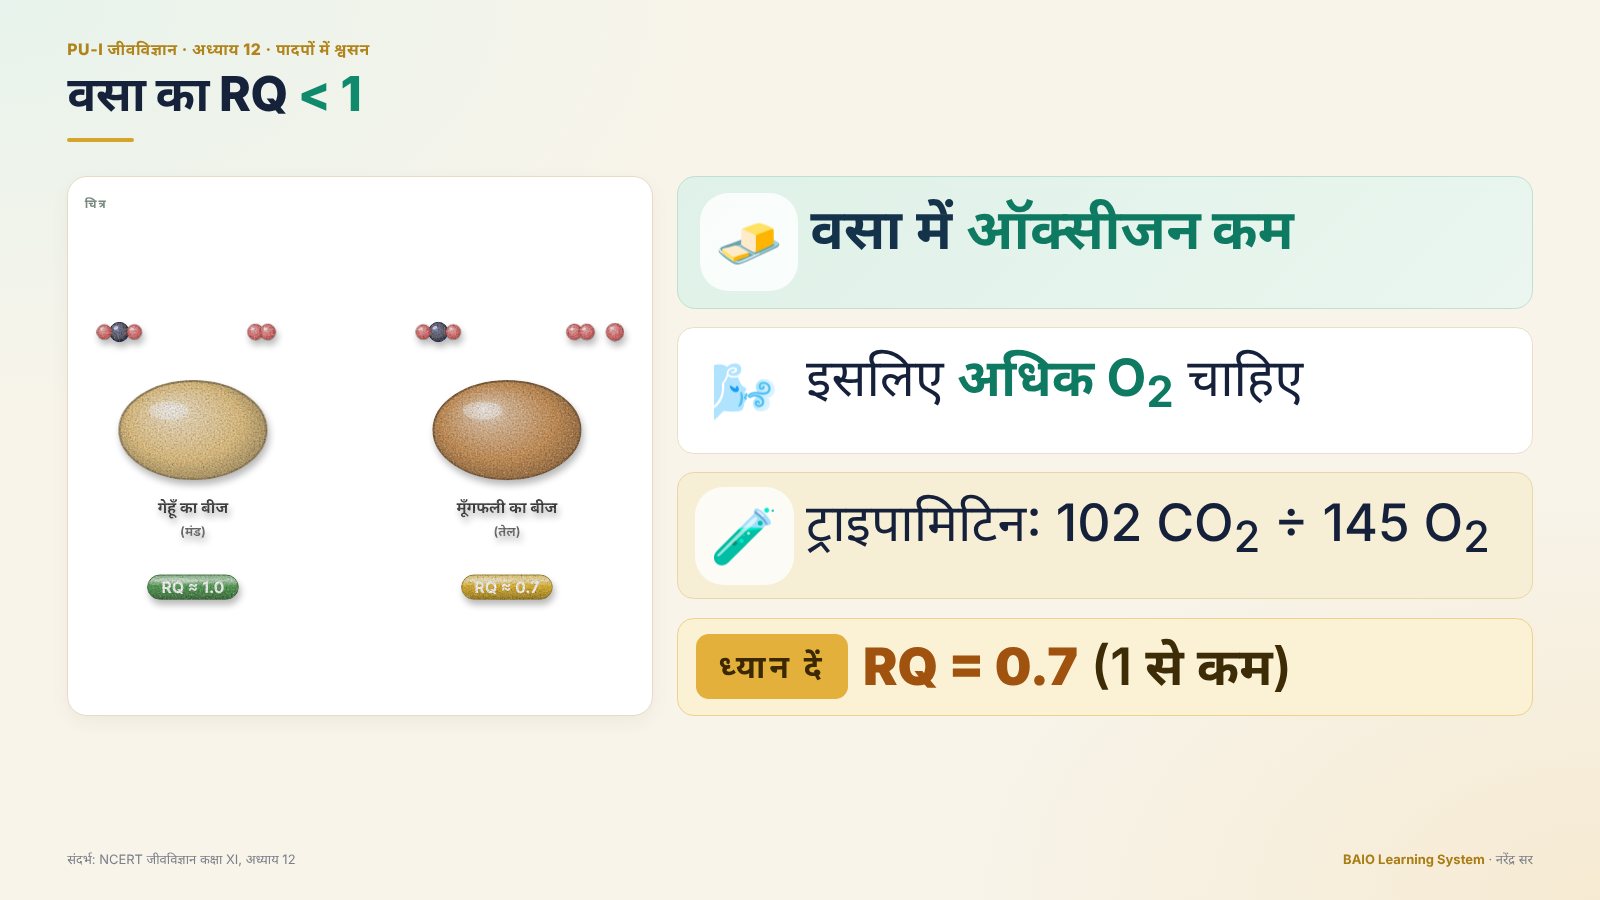 PU-I जीवविज्ञान · अध्याय 12 · पादपों में श्वसन
वसा का RQ < 1
चित्र
गेहूँ का बीज
(मंड)
RQ ≈ 1.0
मूँगफली का बीज
(तेल)
RQ ≈ 0.7
वसा में ऑक्सीजन कम
इसलिए अधिक O₂ चाहिए
ट्राइपामिटिन: 102 CO₂ ÷ 145 O₂
ध्यान दें RQ = 0.7 (1 से कम)
संदर्भ: NCERT जीवविज्ञान कक्षा XI, अध्याय 12
BAIO Learning System · नरेंद्र सर